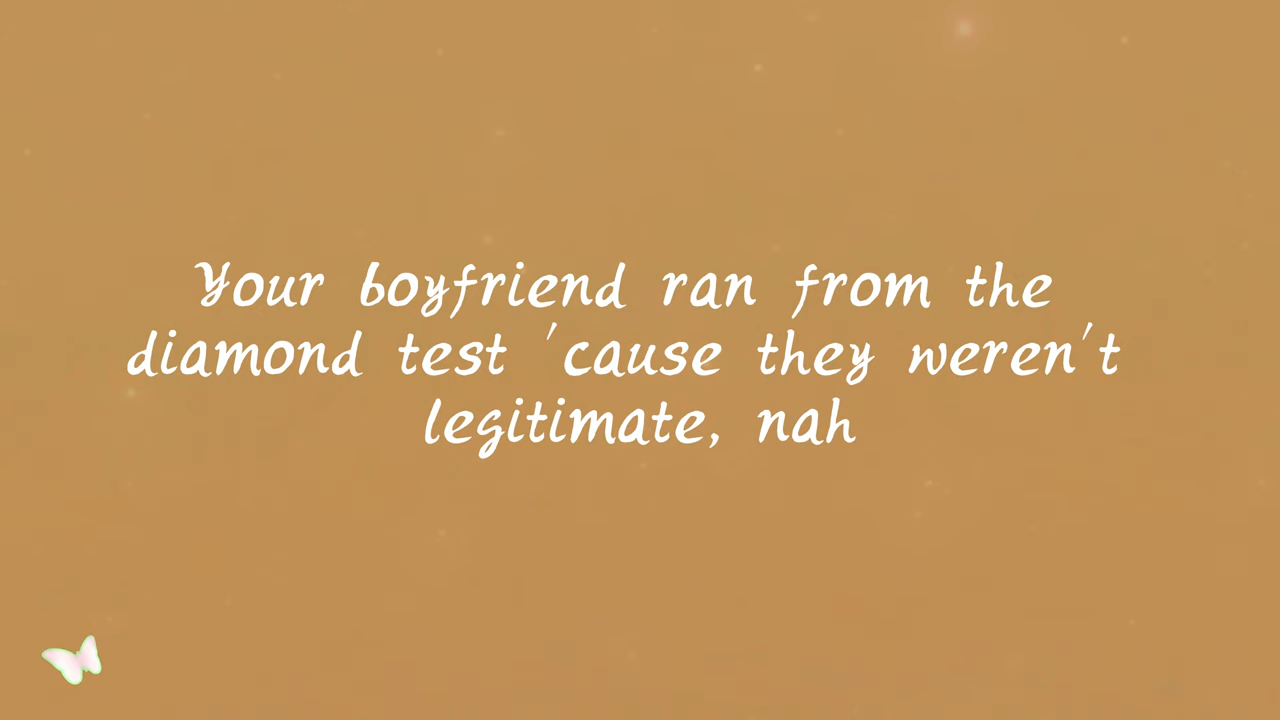 Your boyfriend ran from the
diamond test 'cause they weren't
legitimate, nah